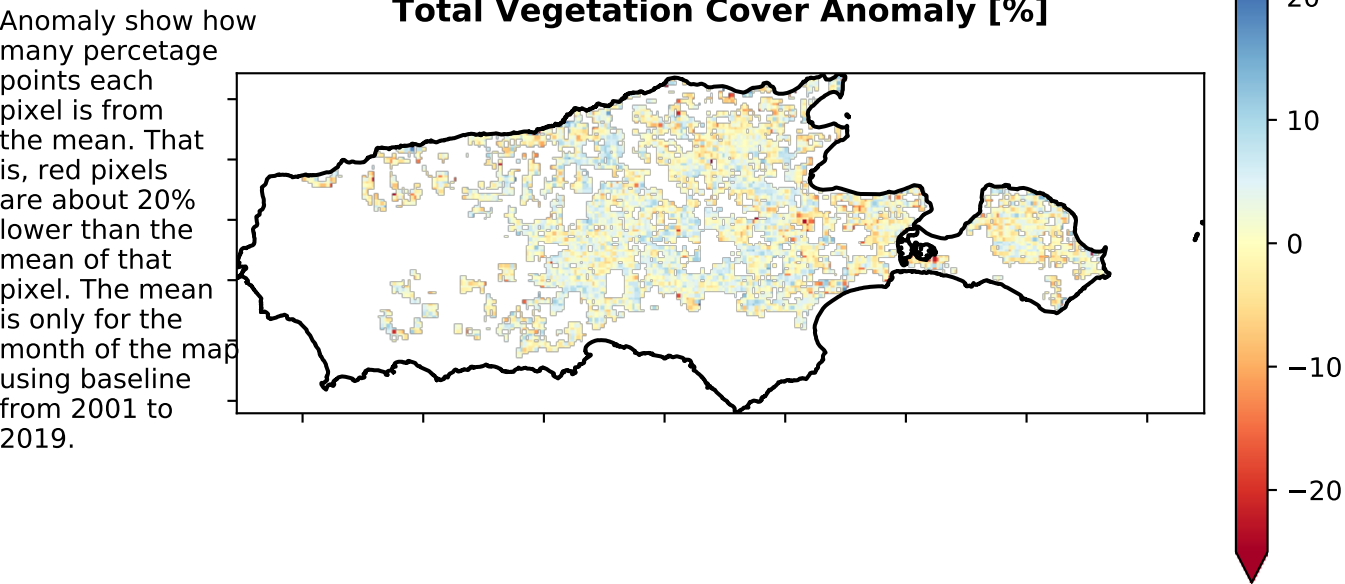 Total Vegetation Cover Anomaly [%]
Anomaly show how
many percetage
points each
pixel is from
the mean. That
is, red pixels
are about 20%
lower than the
mean of that
pixel. The mean
is only for the
month of the map
using baseline
from 2001 to
2019.
20
10
0
−10
−20